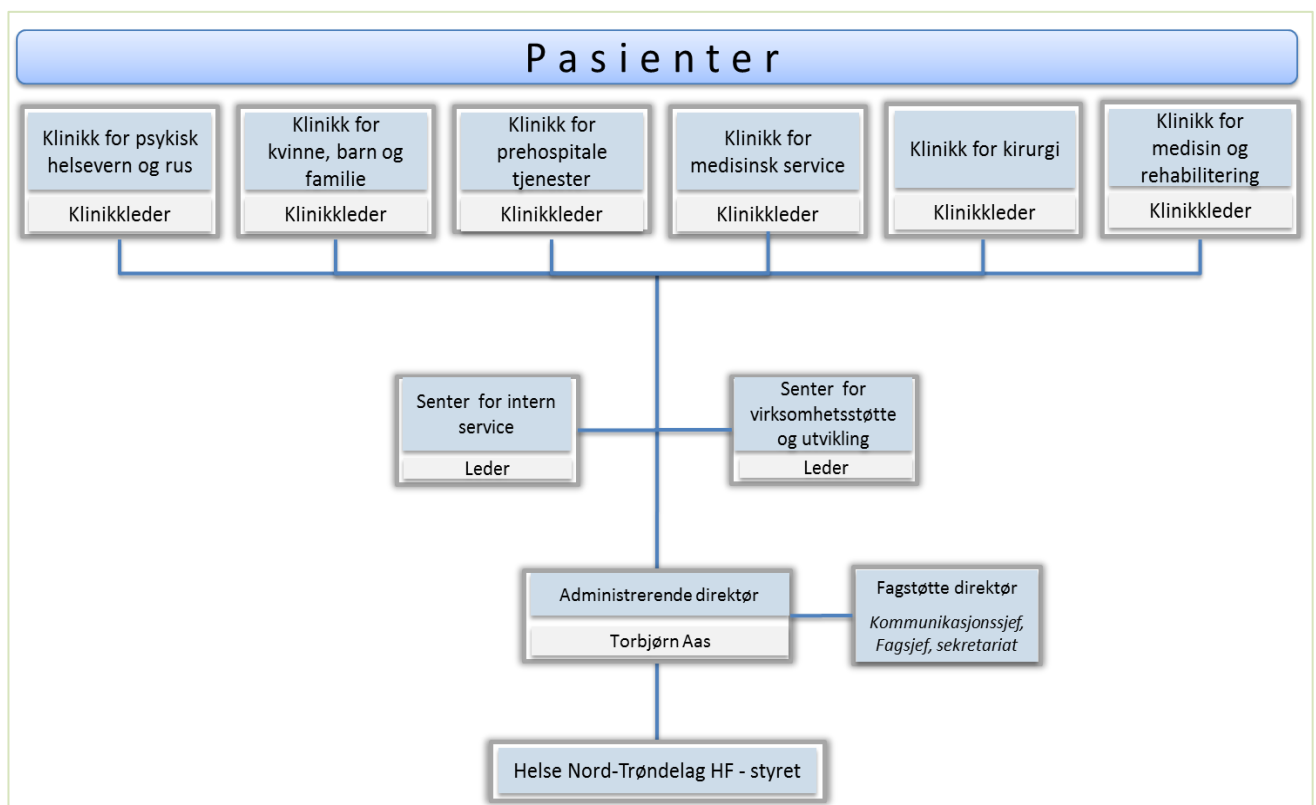 Pasienter
Klinikk for psykisk
helsevern og rus
Klinikkleder
Klinikk for
kvinne, barn og
familie
Klinikkleder
Klinikk for
prehospitale
tjenester
Klinikkleder
Klinikk for
medisinsk service
Klinikkleder
Klinikk for kirurgi
Klinikkleder
Klinikk for
medisin og
rehabilitering
Klinikkleder
Senter for intern
service
Leder
Senter for
virksomhetsstøtte
og utvikling
Leder
Administrerende direktør
Torbjørn Aas
Fagstøtte direktør
Kommunikasjonssjef,
Fagsjef, sekretariat
Helse Nord-Trøndelag HF - styret